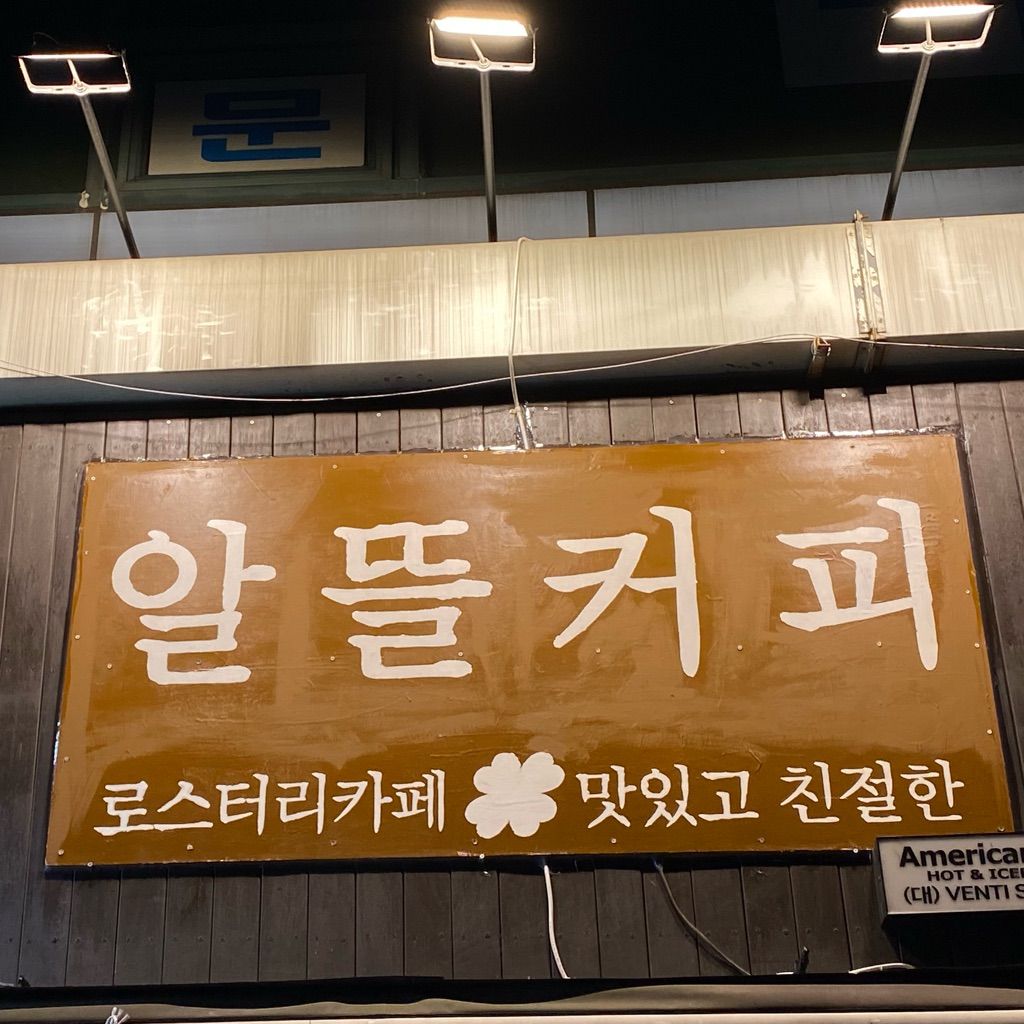 문
알뜰커피
로스터리카페 맛있고 친절한
American
HOT & ICE
(대) VENTI S